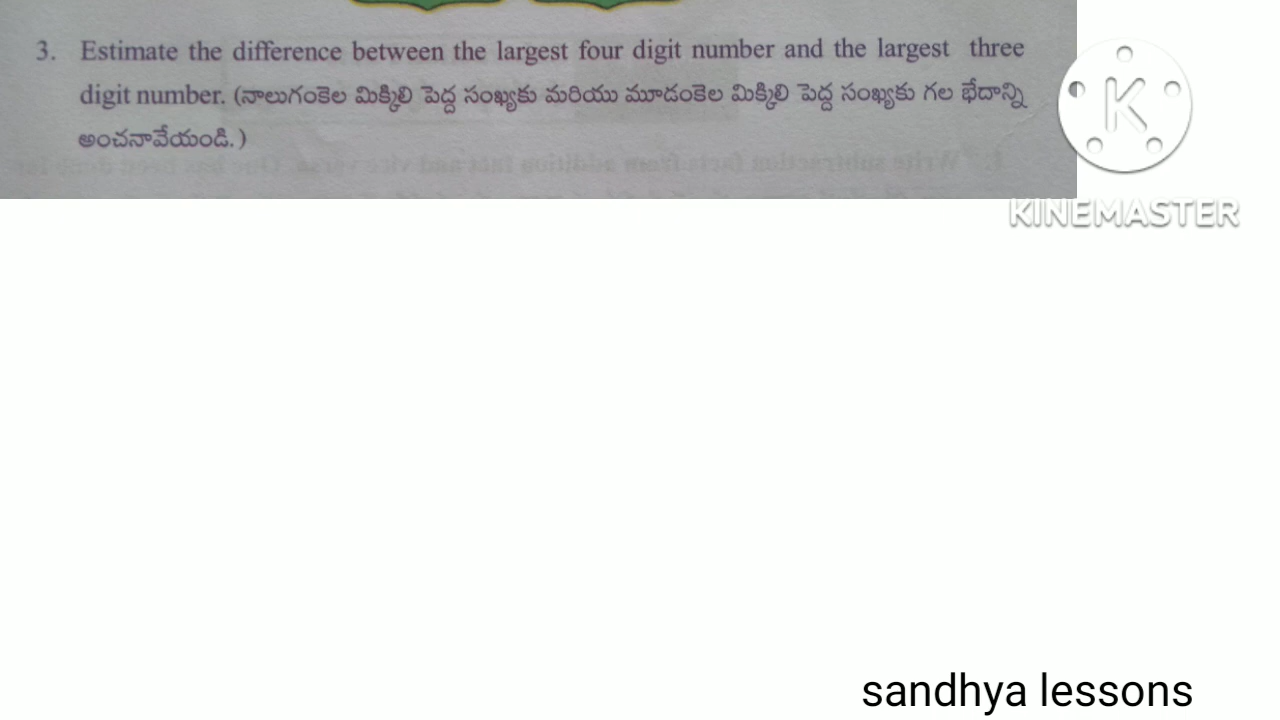 3. Estimate the difference between the largest four digit number and the largest three
digit number. (నాలుగంకెల మిక్కిలి పెద్ద సంఖ్యకు మరియు మూడంకెల మిక్కిలి పెద్ద సంఖ్యకు గల భేదాన్ని
అంచనావేయండి.)
K
KINEMASTER
sandhya lessons